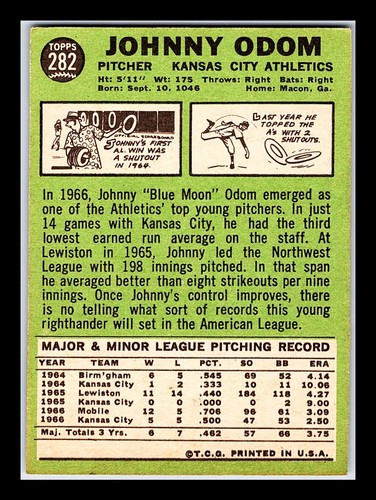 TOPPS
282
JOHNNY ODOM
PITCHER KANSAS CITY ATHLETICS
Ht: 5'11" Wt: 175 Throws: Right Bats: Right
Born: Sept. 10, 1046 Home: Macon, Ga.
0000
OFFICIAL SCOREBOARD
JOHNNY'S FIRST
A.L. WIN WAS
A SHUTOUT
IN 1964.
LAST YEAR HE
TOPPED THE
A'S WITH 2
SHUTOUTS.
In 1966, Johnny "Blue Moon" Odom emerged as
one of the Athletics' top young pitchers. In just
14 games with Kansas City, he had the third
lowest earned run average on the staff. At
Lewiston in 1965, Johnny led the Northwest
League with 198 innings pitched. In that span
he averaged better than eight strikeouts per nine
innings. Once Johnny's control improves, there
is no telling what sort of records this young
righthander will set in the American League.
MAJOR & MINOR LEAGUE PITCHING RECORD
YEAR TEAM W L PCT. SO BB ERA
1964 Birm'gham 6 5 .545 69 52 4.14
1964 Kansas City 1 2 .333 10 11 10.06
1965 Lewiston 11 14 .440 184 118 4.27
1965 Kansas City 0 0 .000 0 2 9.00
1966 Mobile 12 5 .706 96 61 3.09
1966 Kansas City 5 5 .500 47 53 2.50
Maj. Totals 3 Yrs. 6 7 .462 57 66 3.75
©T.C.G. PRINTED IN U.S.A.